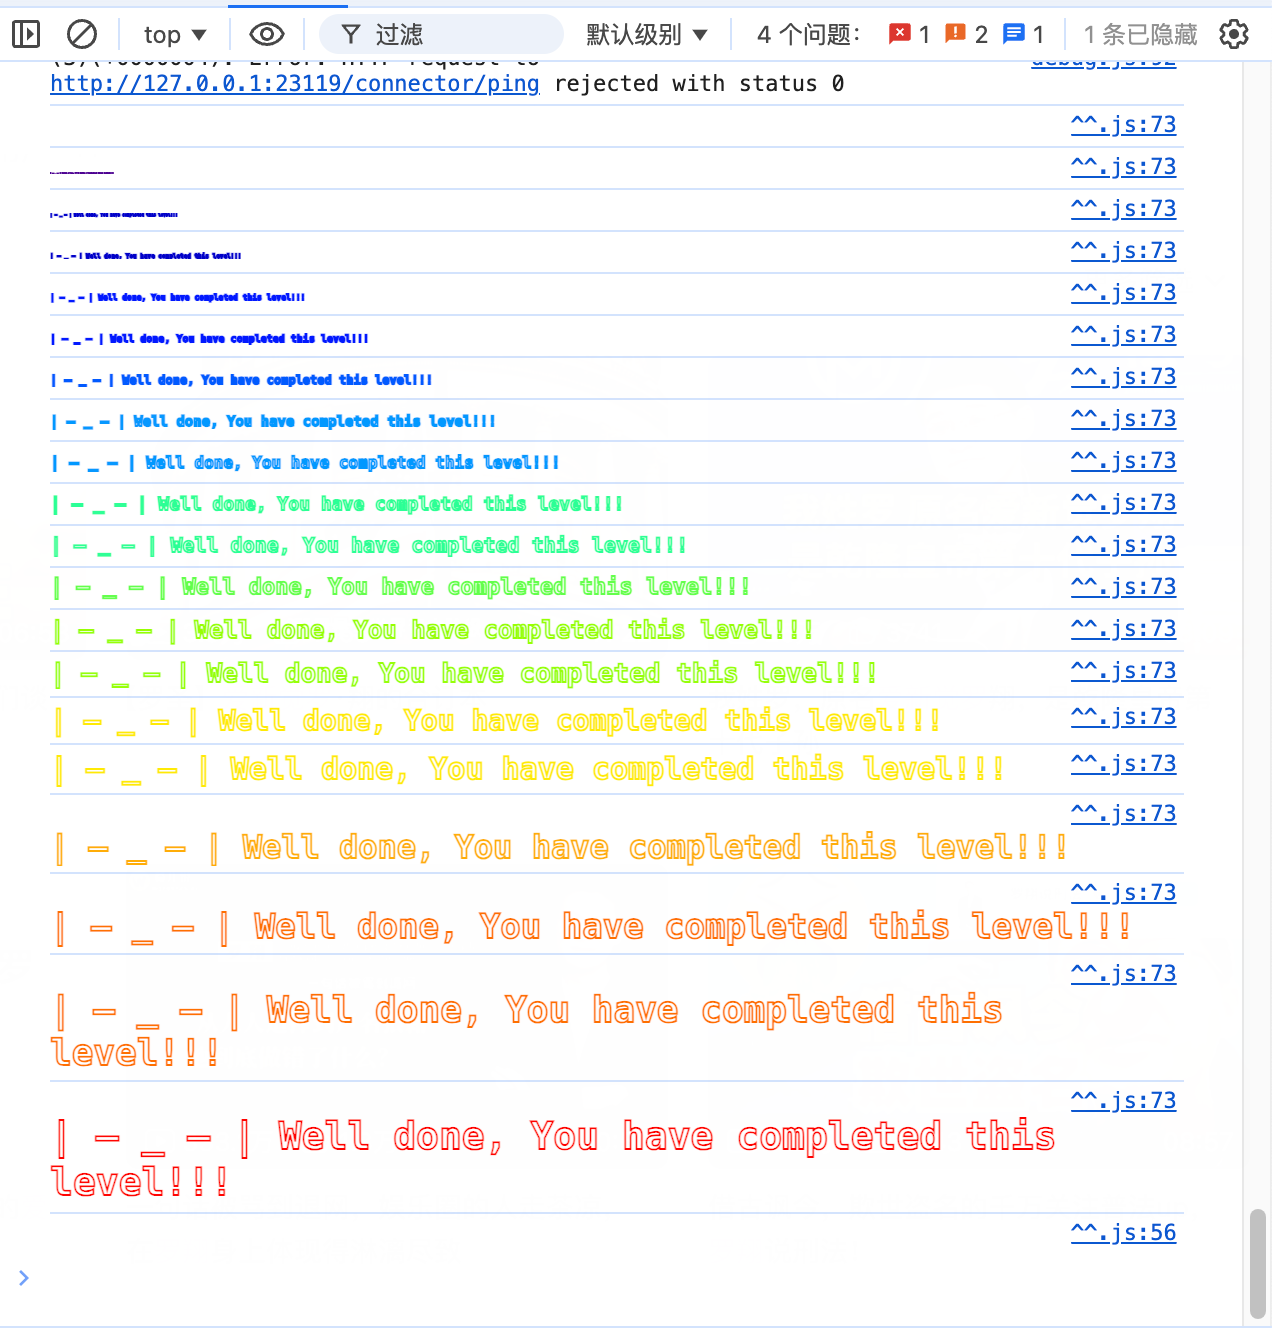 top ▼ 过滤 默认级别 ▼ 4 个问题： 1 2 1 1 条已隐藏
http://127.0.0.1:23119/connector/ping rejected with status 0
^^.js:73
^^.js:73
^^.js:73
| — _ — | Well done, You have completed this level!!!
^^.js:73
| — _ — | Well done, You have completed this level!!!
^^.js:73
| — _ — | Well done, You have completed this level!!!
^^.js:73
| — _ — | Well done, You have completed this level!!!
^^.js:73
| — _ — | Well done, You have completed this level!!!
^^.js:73
| — _ — | Well done, You have completed this level!!!
^^.js:73
| — _ — | Well done, You have completed this level!!!
^^.js:73
| — _ — | Well done, You have completed this level!!!
^^.js:73
| — _ — | Well done, You have completed this level!!!
^^.js:73
| — _ — | Well done, You have completed this level!!!
^^.js:73
| — _ — | Well done, You have completed this level!!!
^^.js:73
| — _ — | Well done, You have completed this level!!!
^^.js:73
| — _ — | Well done, You have completed this level!!!
^^.js:73
| — _ — | Well done, You have completed this level!!!
^^.js:73
^^.js:73
| — _ — | Well done, You have completed this level!!!
^^.js:73
| — _ — | Well done, You have completed this level!!!
^^.js:73
| — _ — | Well done, You have completed this
level!!!
^^.js:73
| — _ — | Well done, You have completed this
level!!!
^^.js:56